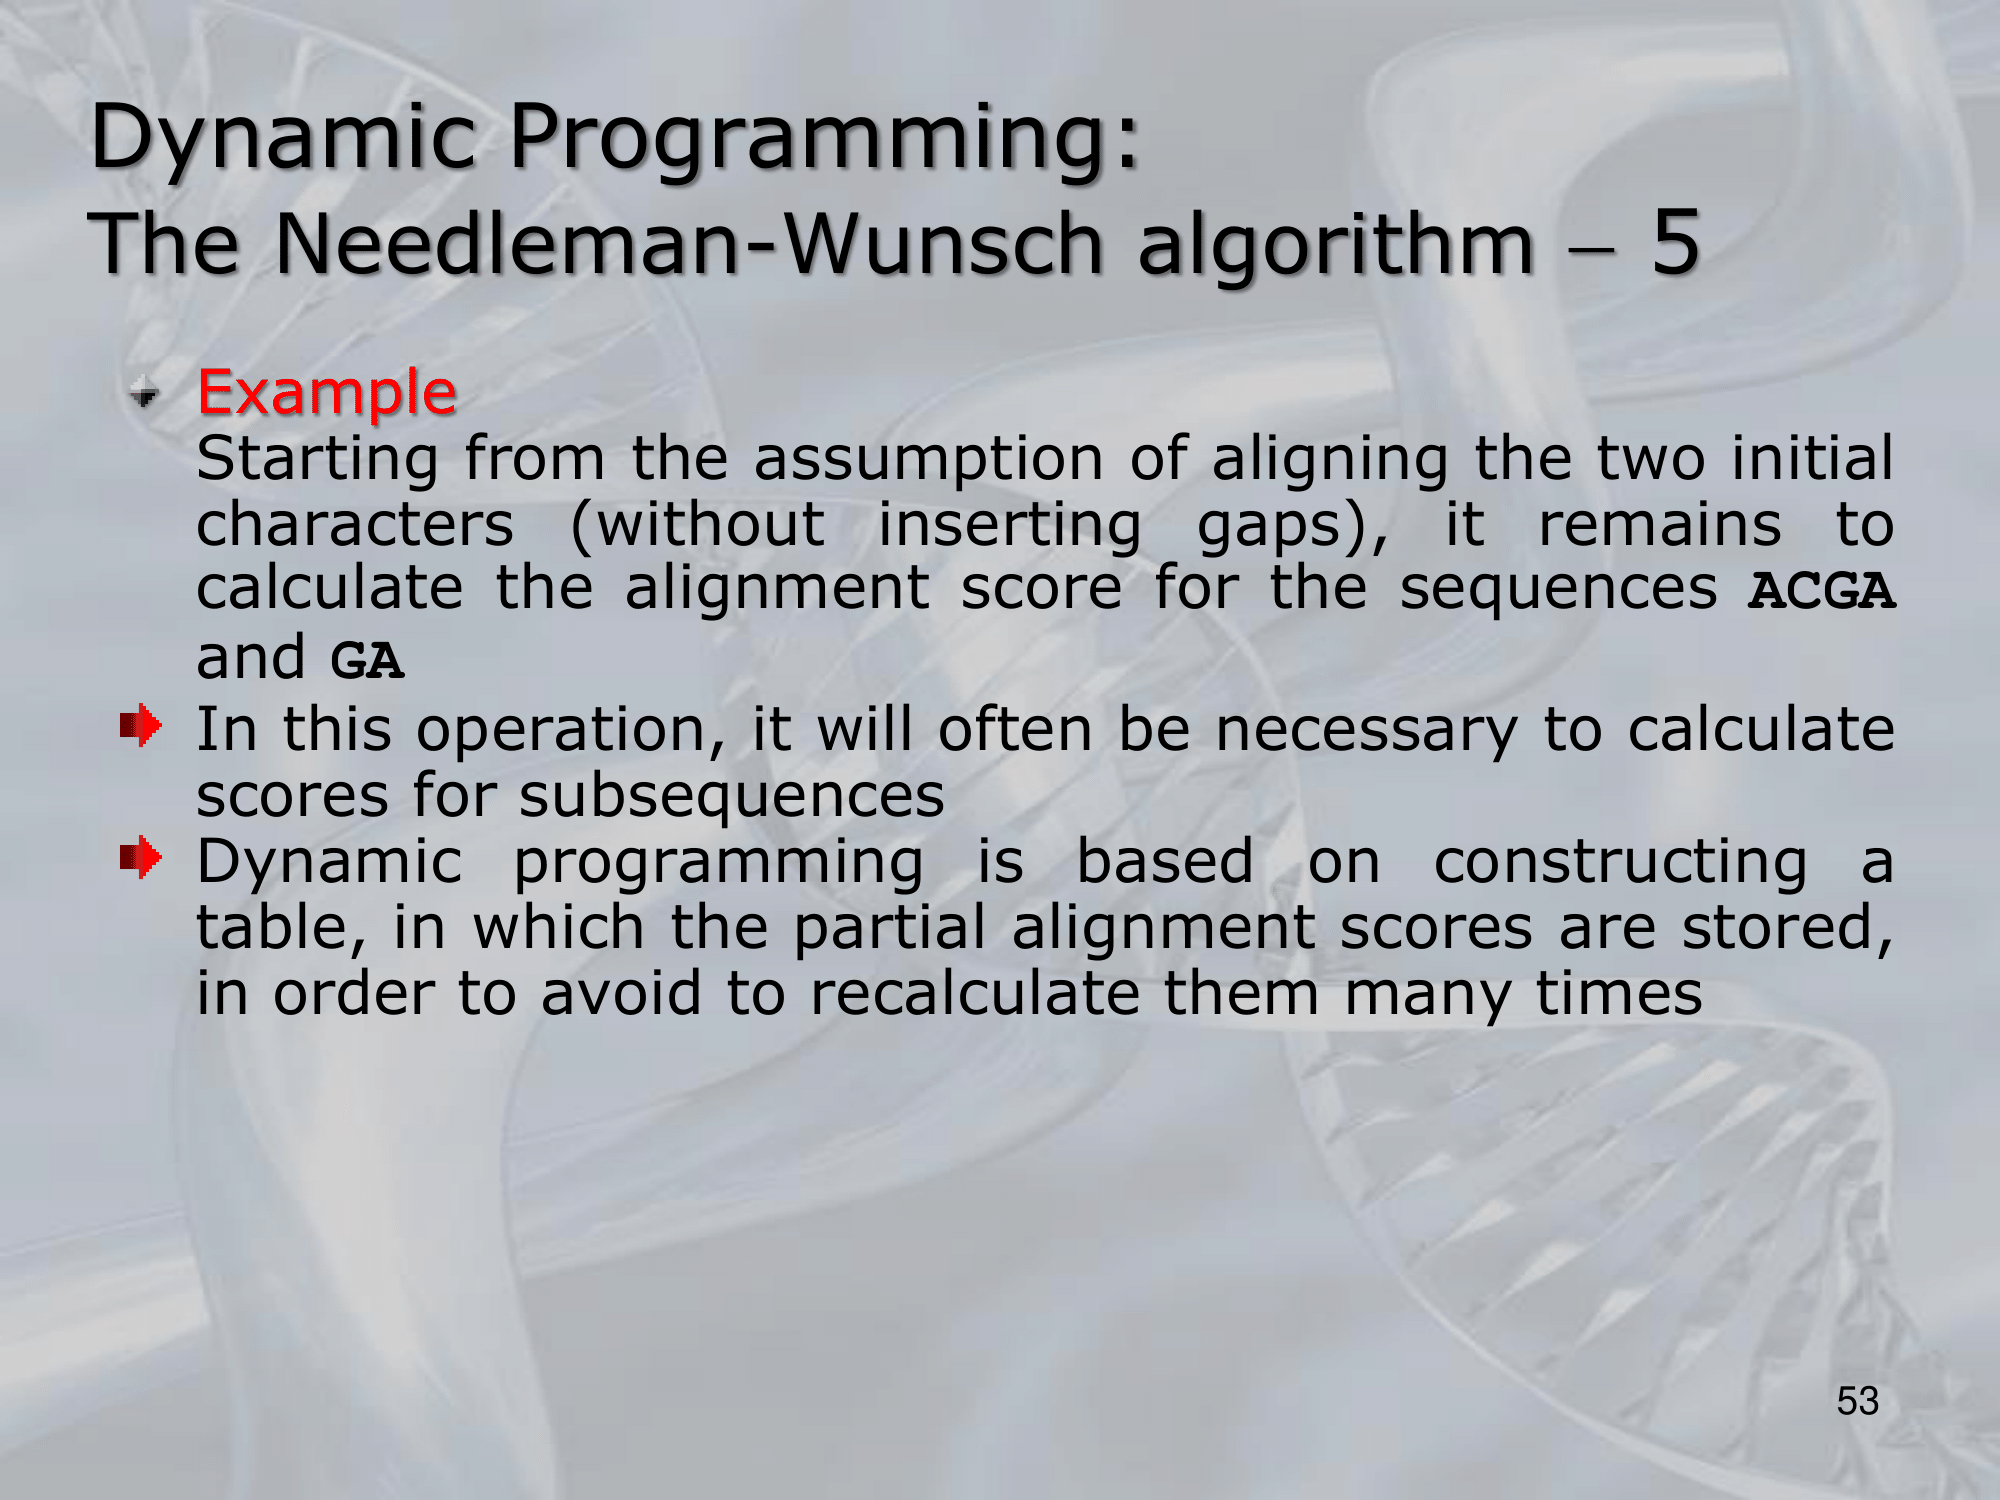 Dynamic Programming:
The Needleman-Wunsch algorithm – 5
Example
Starting from the assumption of aligning the two initial
characters (without inserting gaps), it remains to
calculate the alignment score for the sequences ACGA
and GA
In this operation, it will often be necessary to calculate
scores for subsequences
Dynamic programming is based on constructing a
table, in which the partial alignment scores are stored,
in order to avoid to recalculate them many times
53